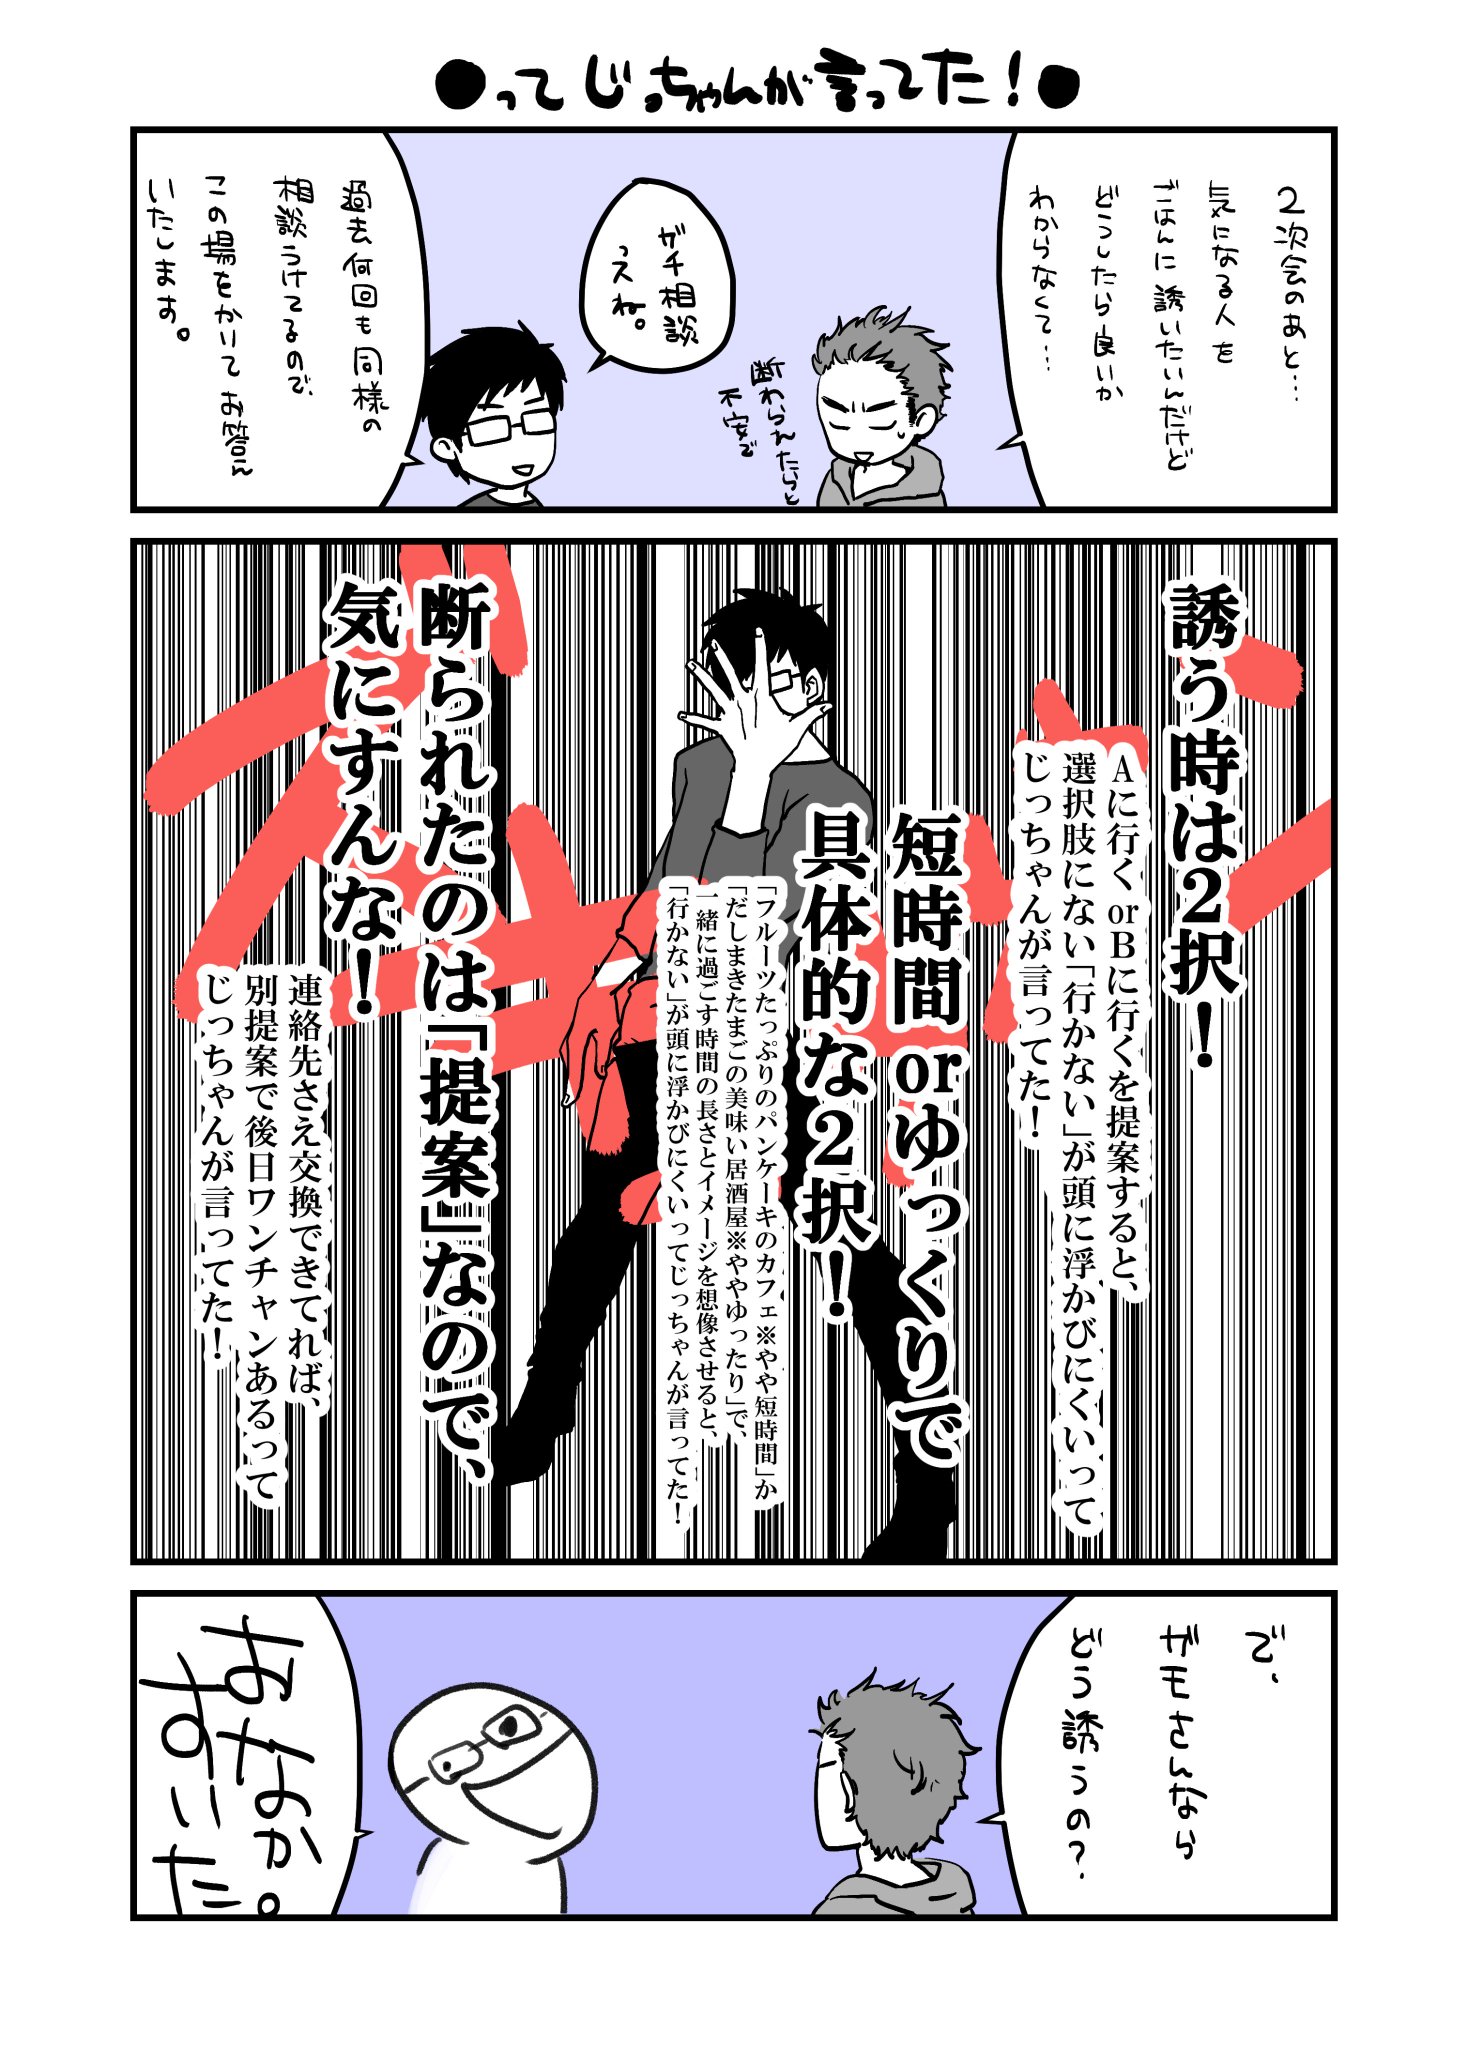 ●ってじっちゃんが言ってた!●
2次会のあと…
気になる人を
ごはんに誘いたいんだけど
どうしたら良いか
わからなくて…
断わられたらと
不安で
ガチ相談
っスね。
過去何回も同様の
相談うけてるので、
この場をかりてお答え
いたします。
誘う時は2択!
Aに行くorBに行くを提案すると、
選択肢にない「行かない」が頭に浮かびにくいって
じっちゃんが言ってた!
短時間orゆっくりで
具体的な2択!
「フルーツたっぷりのパンケーキのカフェ※やや短時間」か
「だしまきたまごの美味い居酒屋※ややゆったり」で、
一緒に過ごす時間の長さとイメージを想像させると、
「行かない」が頭に浮かびにくいってじっちゃんが言ってた!
断られたのは「提案」なので、
気にすんな!
連絡先さえ交換できてれば、
別提案で後日ワンチャンあるって
じっちゃんが言ってた!
で、
ガモさんなら
どう誘うの?
おなか。
すいた